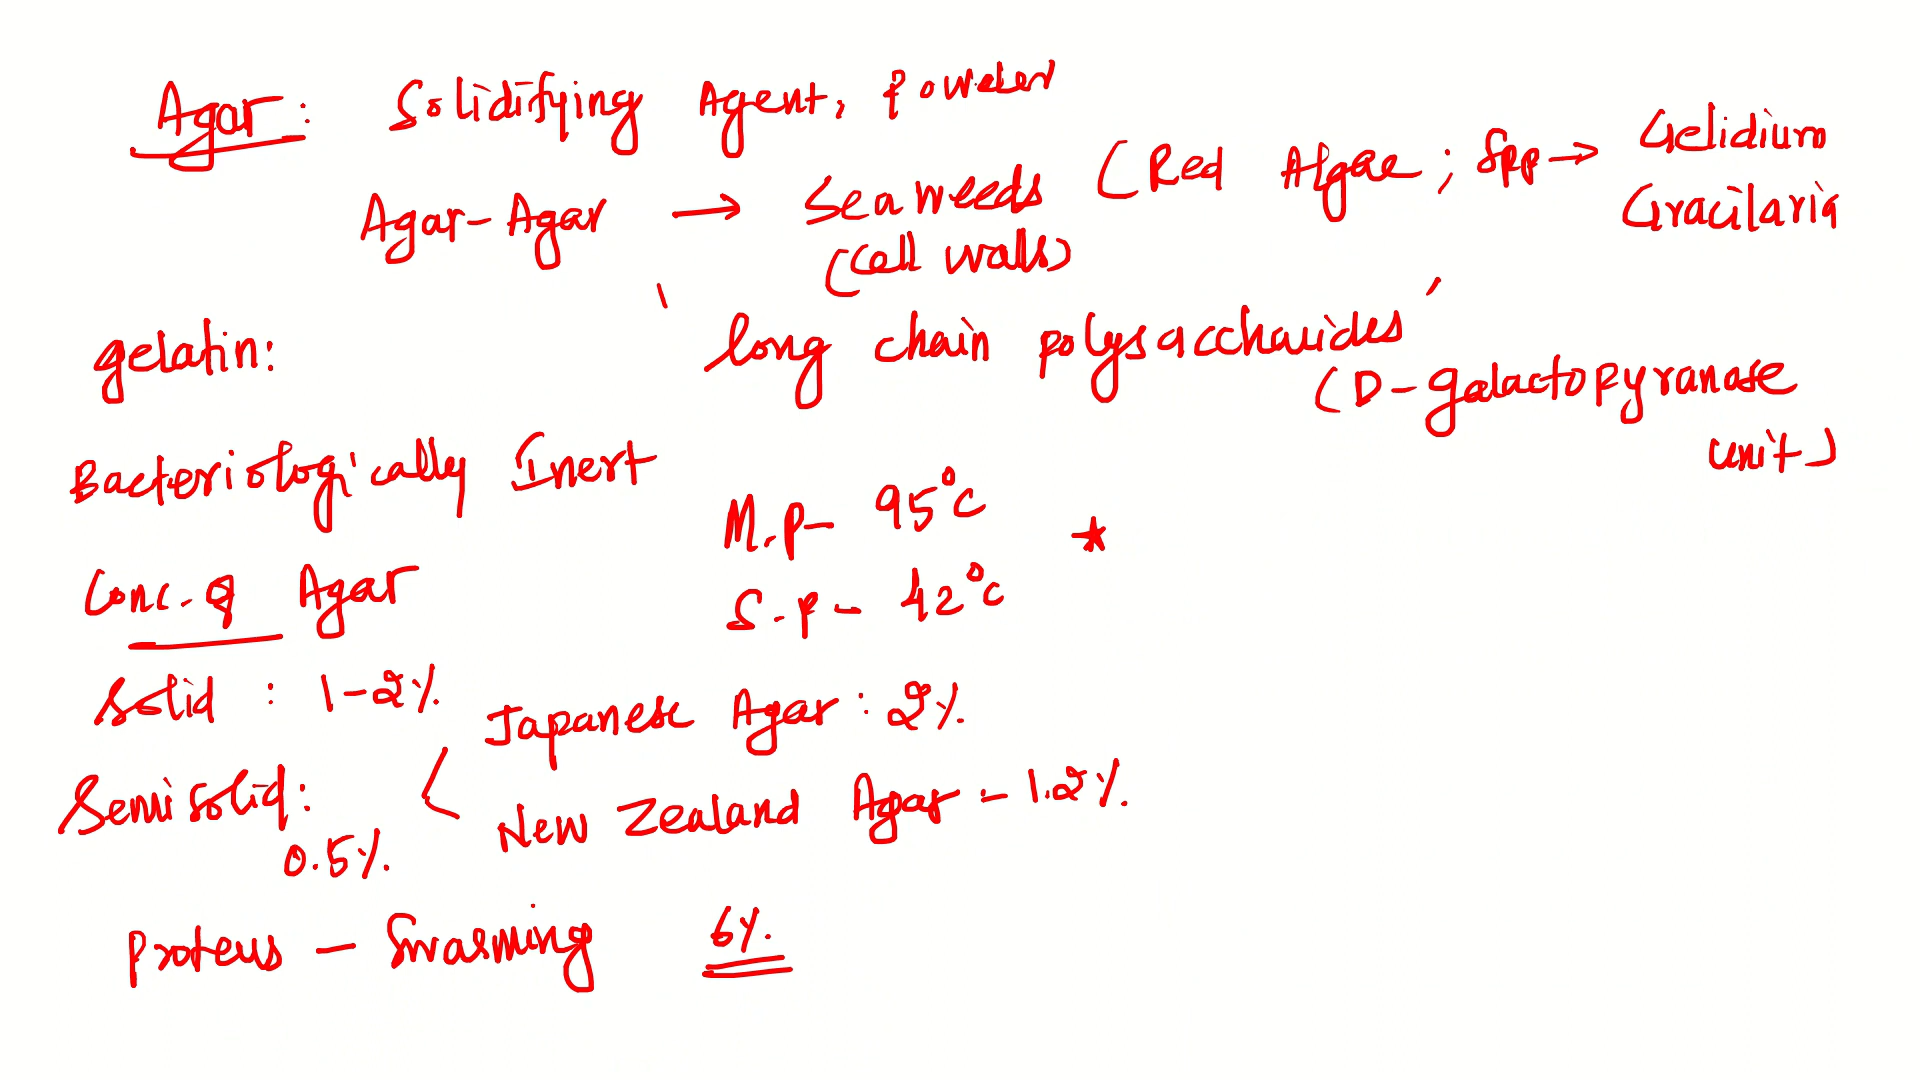 Agar: Solidifying Agent, Powder
Agar-Agar → Seaweeds (Red Algae; Spp →
Gelidium
Gracilaria
(cell walls)
gelatin:
'long chain polysaccharides'
(D-galactopyranose
unit)
Bacteriologically Inert
M.p- 95°C *
S.p- 42°C
Conc. of Agar
Solid : 1-2%
Japanese Agar : 2%
New Zealand Agar - 1.2%
Semisolid:
0.5%
Proteus - Swarming 6%